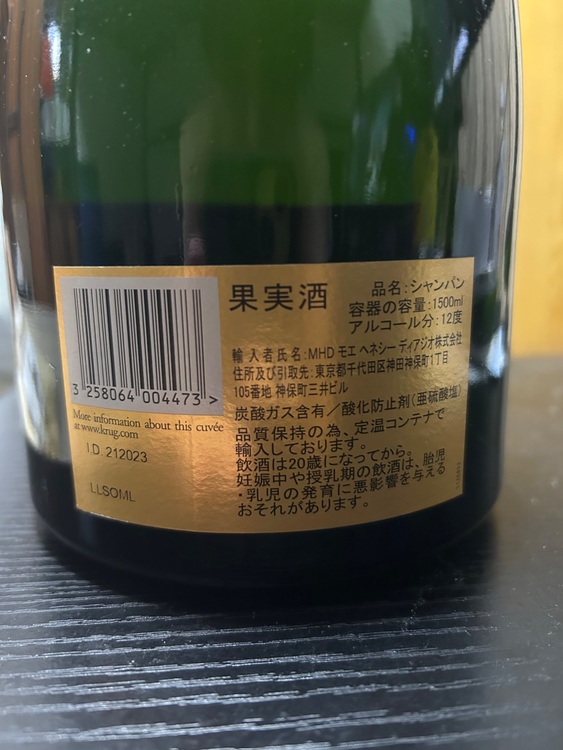 3 258064 004473 >
More information about this cuvée
at www.krug.com
I.D 212023
LLSOML
果実酒
品名:シャンパン
容器の容量:1500ml
アルコール分:12度
輸入者氏名:MHD モエ ヘネシー ディアジオ株式会社
住所及び引取先:東京都千代田区神田神保町1丁目
105番地 神保町三井ビル
炭酸ガス含有/酸化防止剤(亜硫酸塩)
品質保持の為、定温コンテナで
輸入しております。
飲酒は20歳になってから。
妊娠中や授乳期の飲酒は、胎児
・乳児の発育に悪影響を与える
おそれがあります。